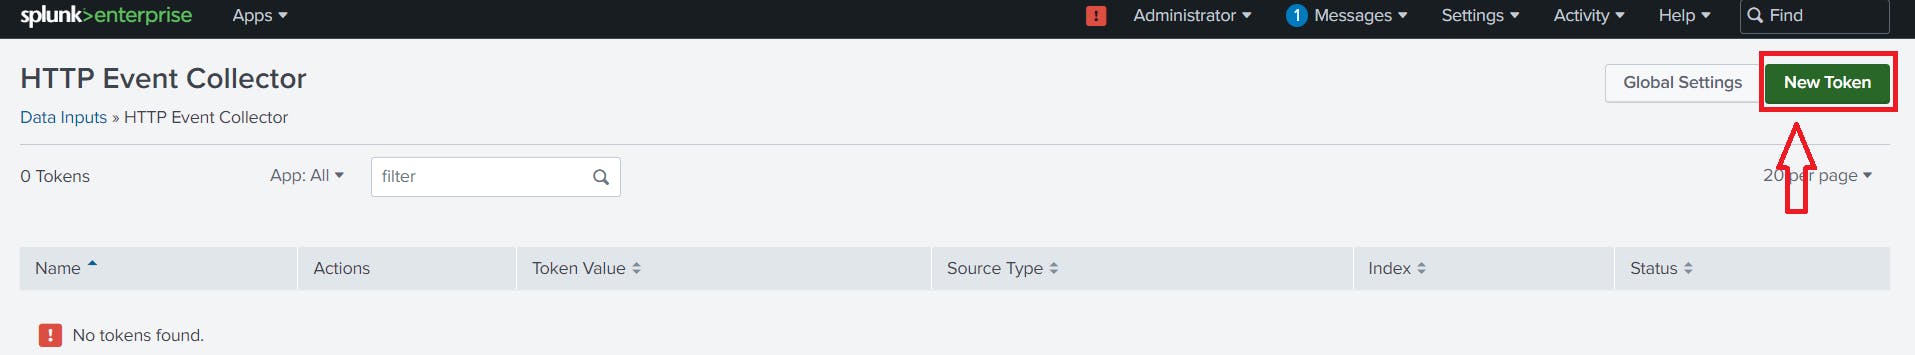 splunk>enterprise Apps Administrator 1 Messages Settings Activity Help Find
HTTP Event Collector
Global Settings New Token
Data Inputs » HTTP Event Collector
0 Tokens App: All filter 20 per page
Name Actions Token Value Source Type Index Status
! No tokens found.